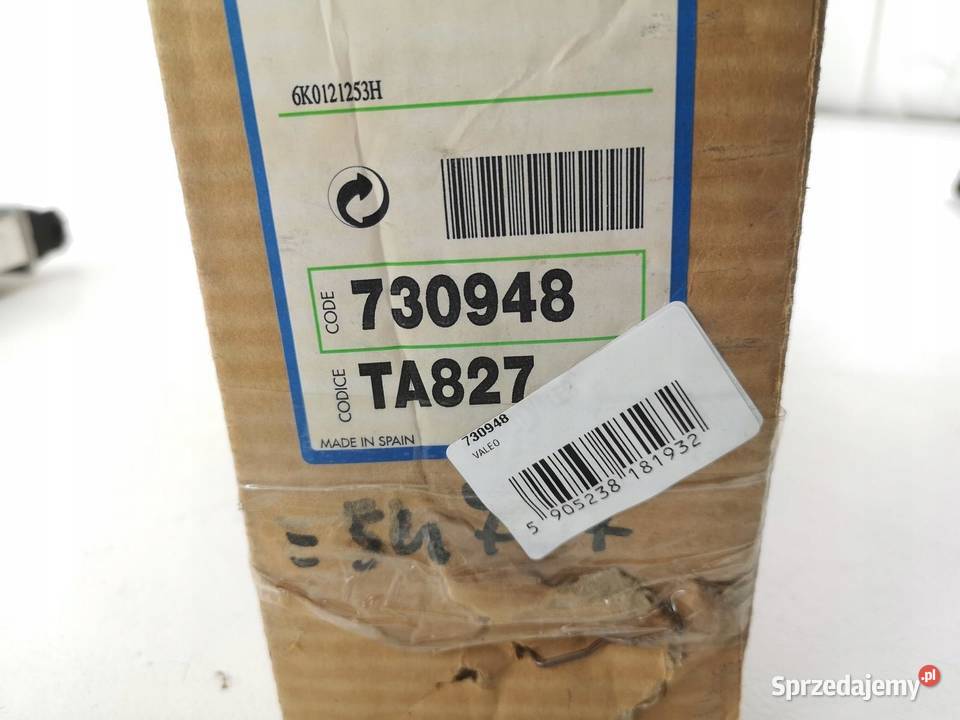 6K0121253H
CODE 730948
CODICE TA827
MADE IN SPAIN
730948
VALEO
5 905238 181932
Sprzedajemy.pl